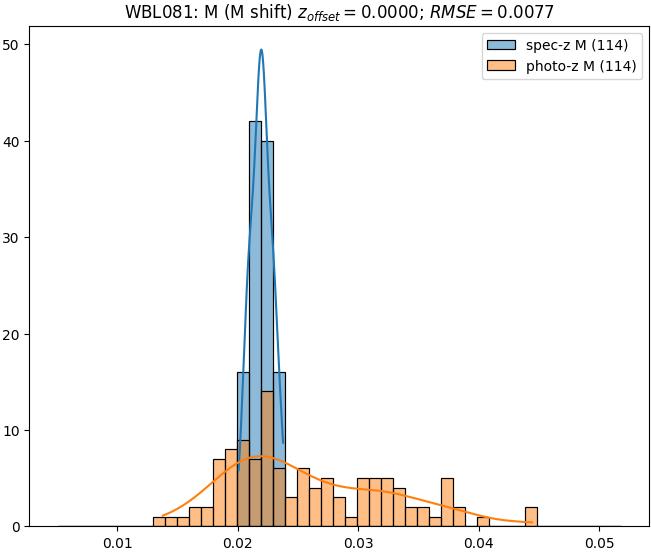 WBL081: M (M shift) z_offset = 0.0000; RMSE = 0.0077
spec-z M (114)
photo-z M (114)
50
40
30
20
10
0
0.01 0.02 0.03 0.04 0.05